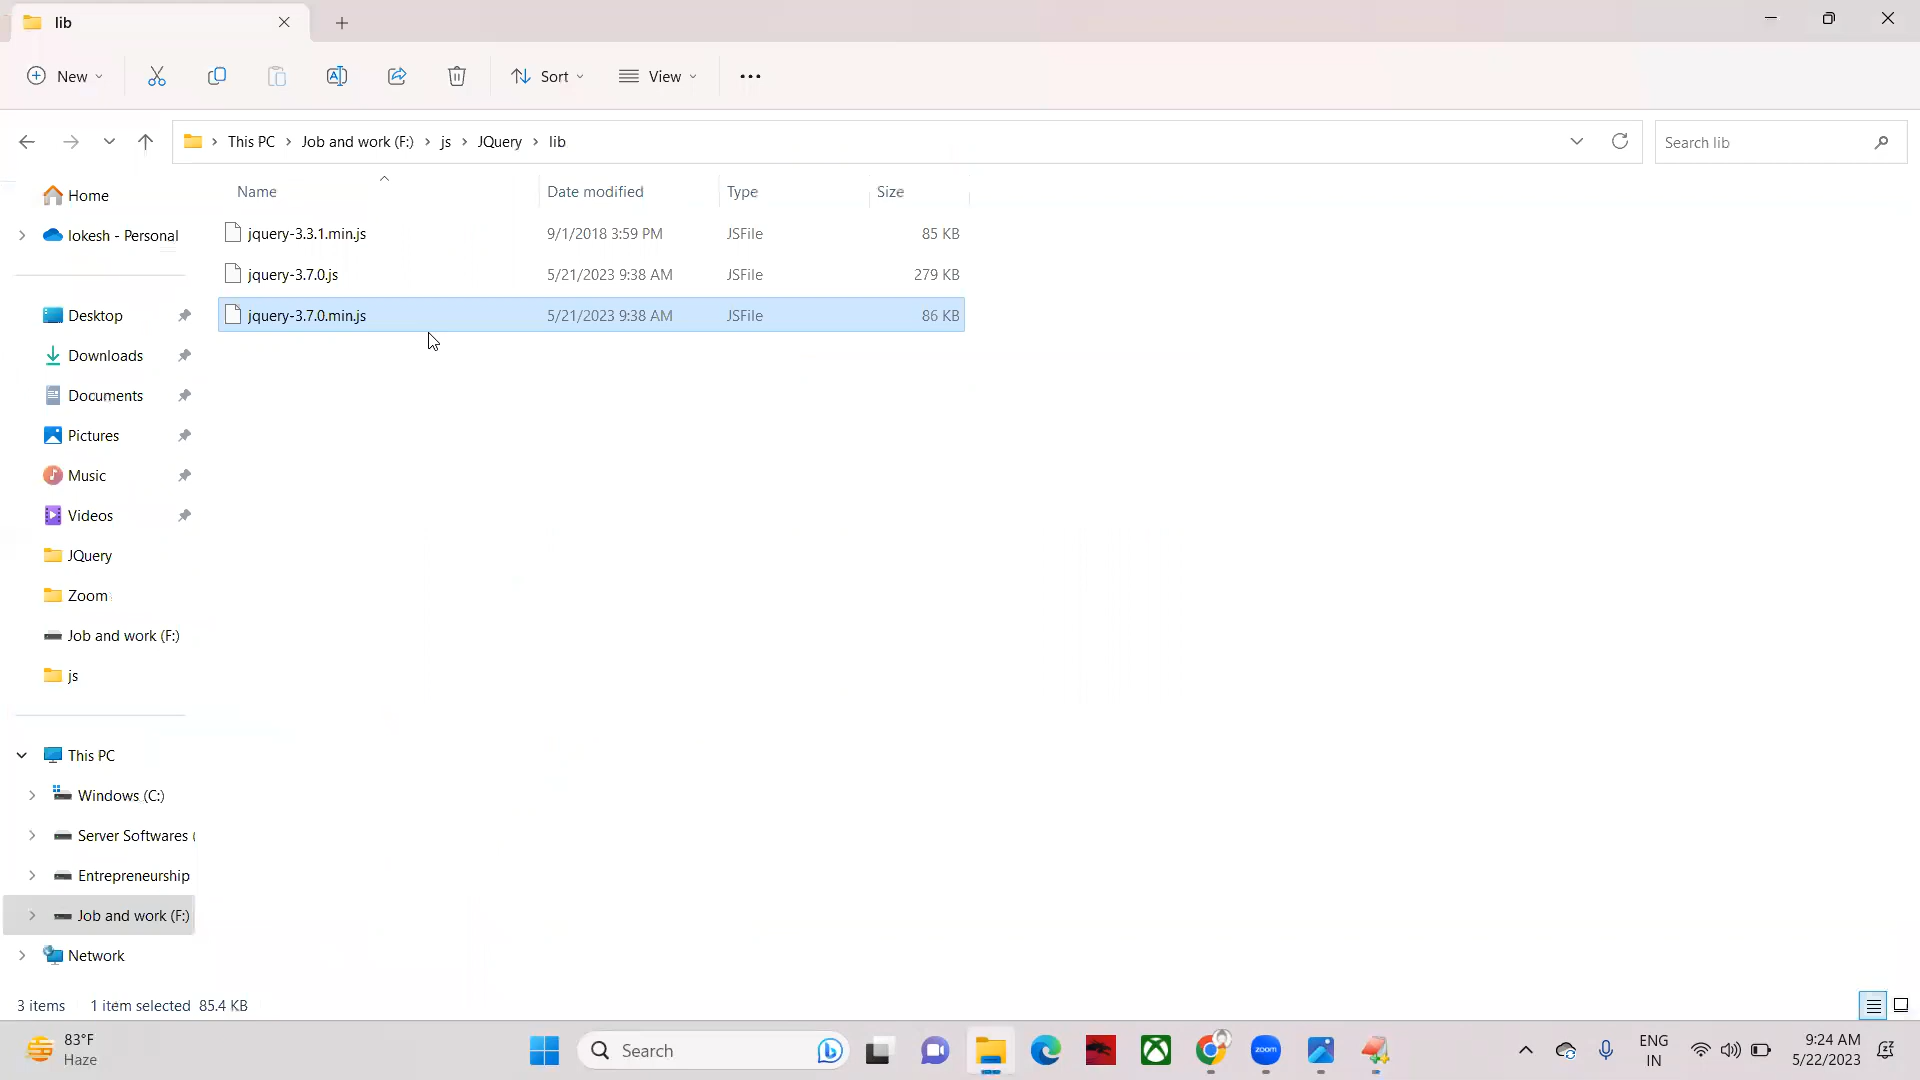 lib
New
Sort
View
This PC
Job and work (F:)
js
JQuery
lib
Search lib
Name
Date modified
Type
Size
jquery-3.3.1.min.js
9/1/2018 3:59 PM
JSFile
85 KB
jquery-3.7.0.js
5/21/2023 9:38 AM
JSFile
279 KB
jquery-3.7.0.min.js
5/21/2023 9:38 AM
JSFile
86 KB
Home
lokesh - Personal
Desktop
Downloads
Documents
Pictures
Music
Videos
JQuery
Zoom
Job and work (F:)
js
This PC
Windows (C:)
Server Softwares (
Entrepreneurship
Job and work (F:)
Network
3 items
1 item selected 85.4 KB
83°F
Haze
Search
zoom
ENG
IN
9:24 AM
5/22/2023